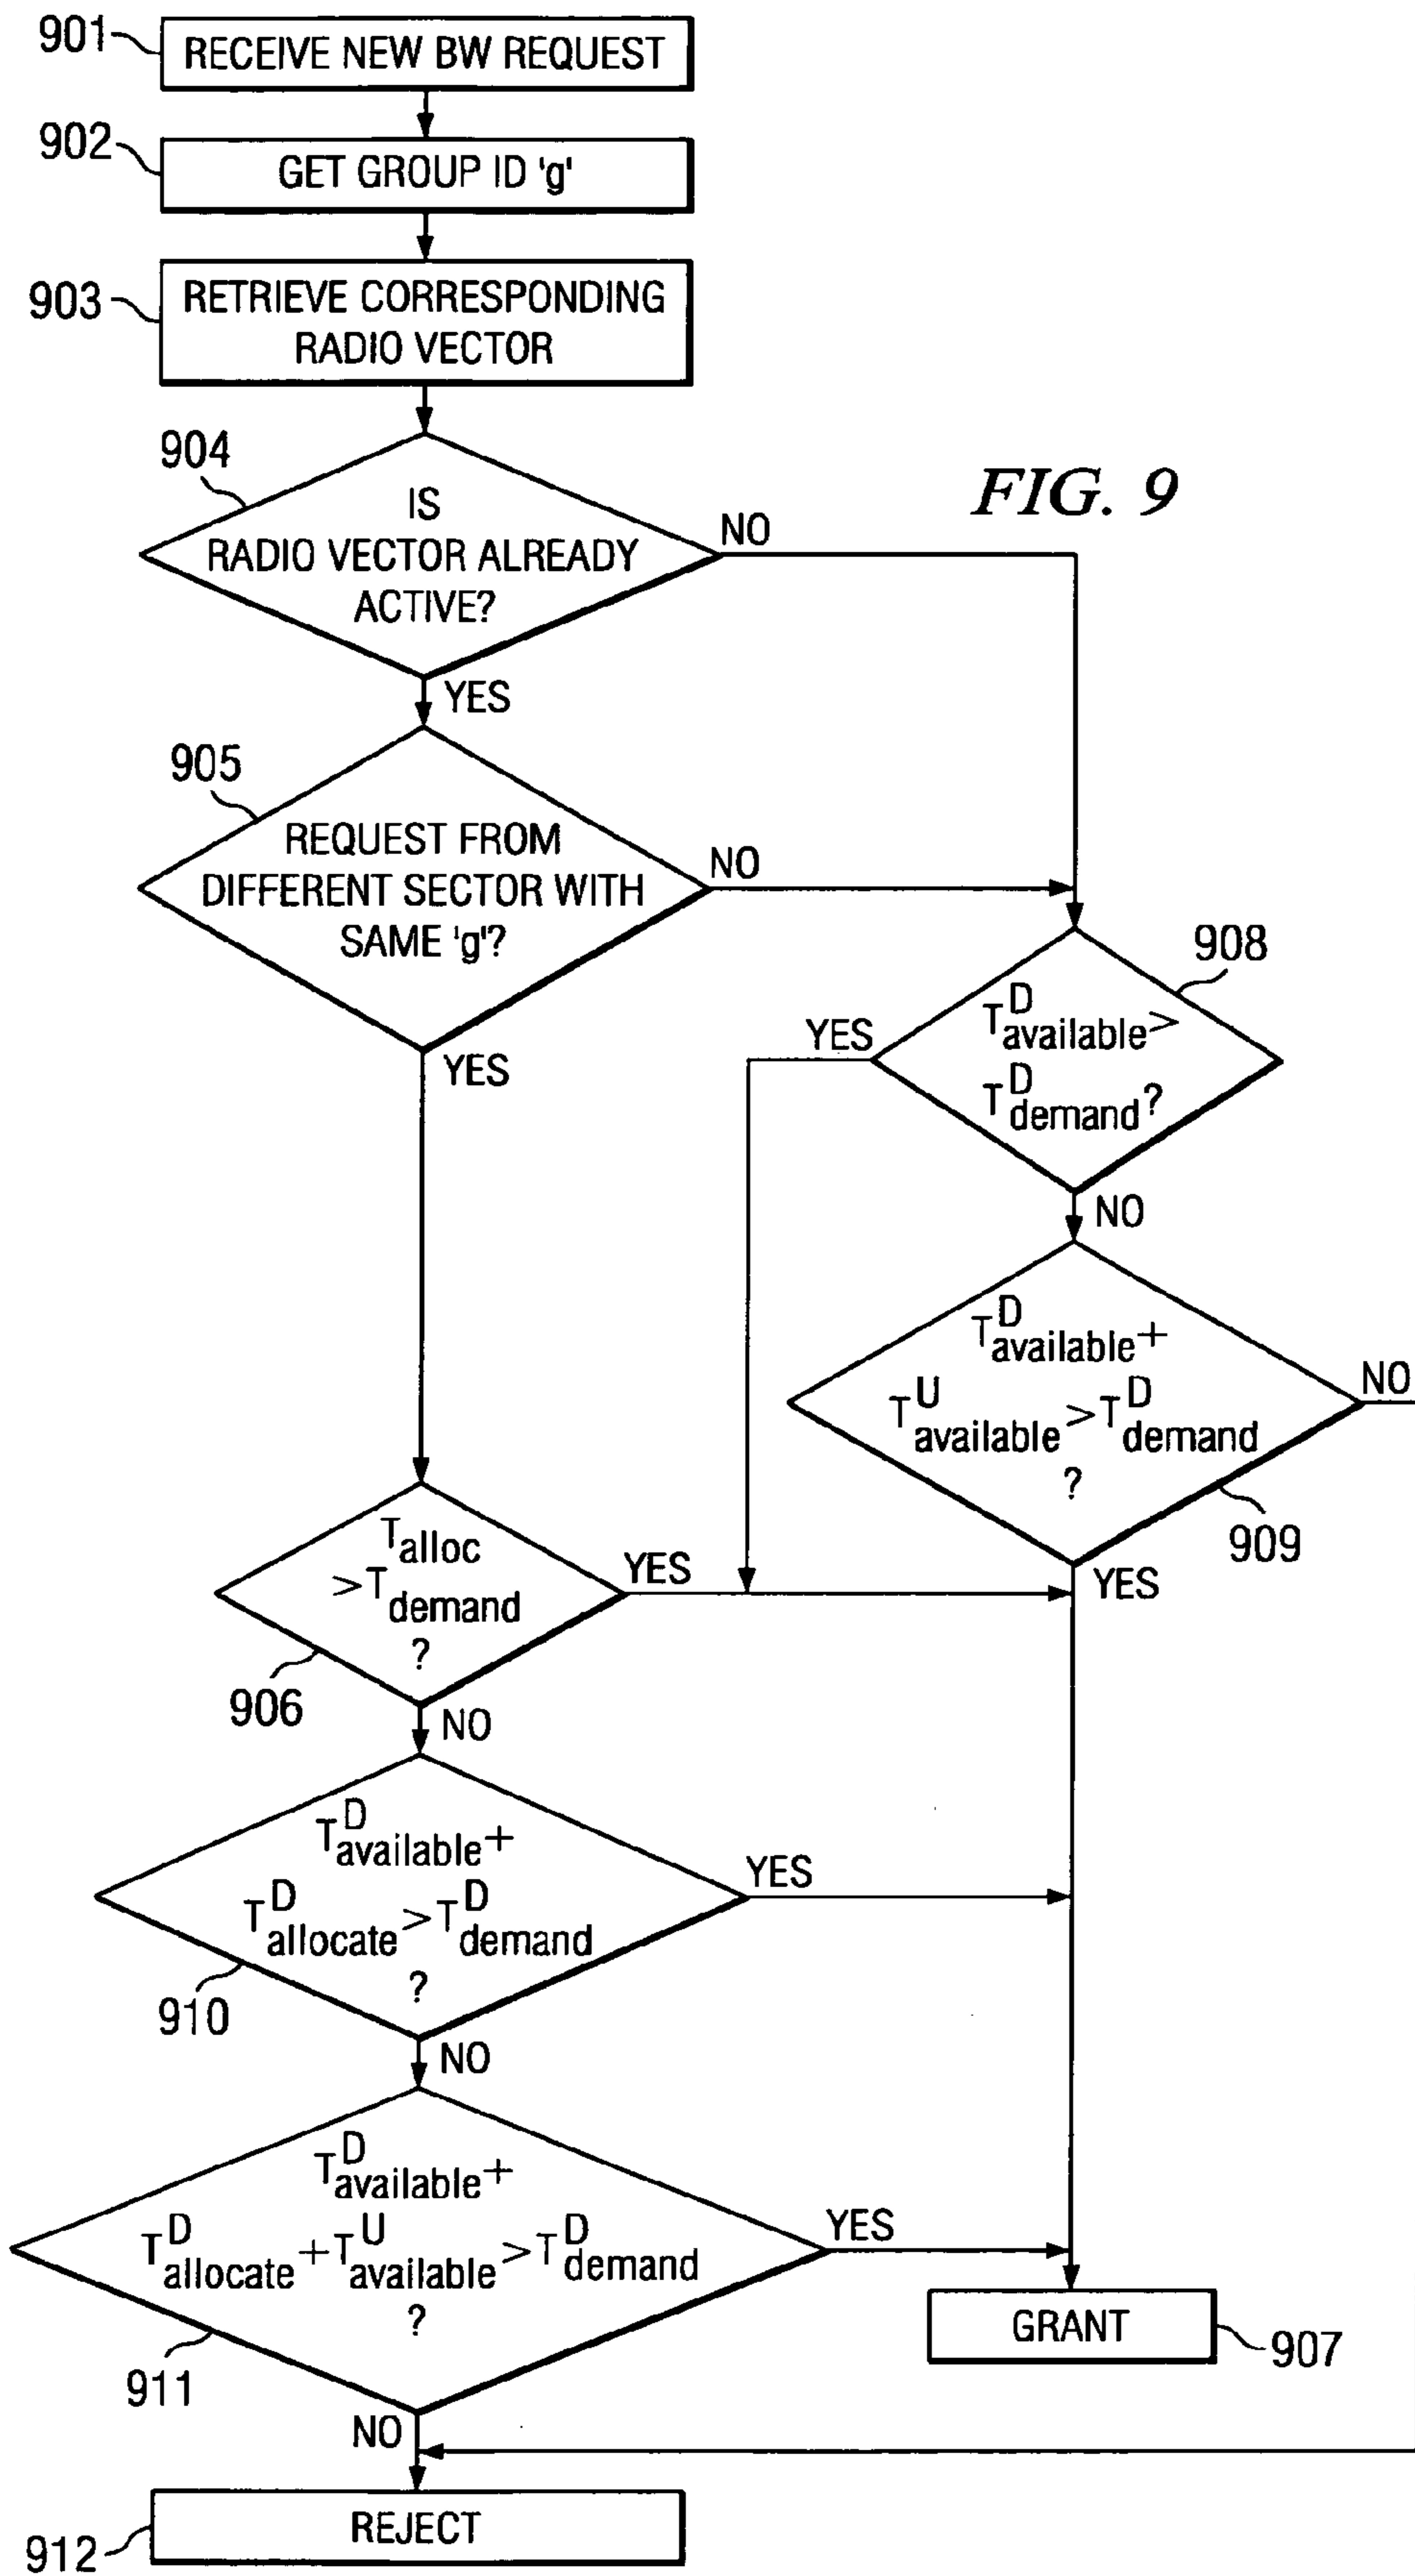 901
RECEIVE NEW BW REQUEST
902
GET GROUP ID 'g'
903
RETRIEVE CORRESPONDING
RADIO VECTOR
904
IS
RADIO VECTOR ALREADY
ACTIVE?
NO
FIG. 9
YES
905
REQUEST FROM
DIFFERENT SECTOR WITH
SAME 'g'?
NO
YES
908
T^D_available >
T^D_demand ?
YES
NO
T^D_available +
T^U_available > T^D_demand
?
NO
909
YES
T_alloc
> T_demand
?
YES
906
NO
T^D_available +
T^D_allocate > T^D_demand
?
YES
910
NO
T^D_available +
T^D_allocate + T^U_available > T^D_demand
?
YES
911
GRANT
907
NO
REJECT
912